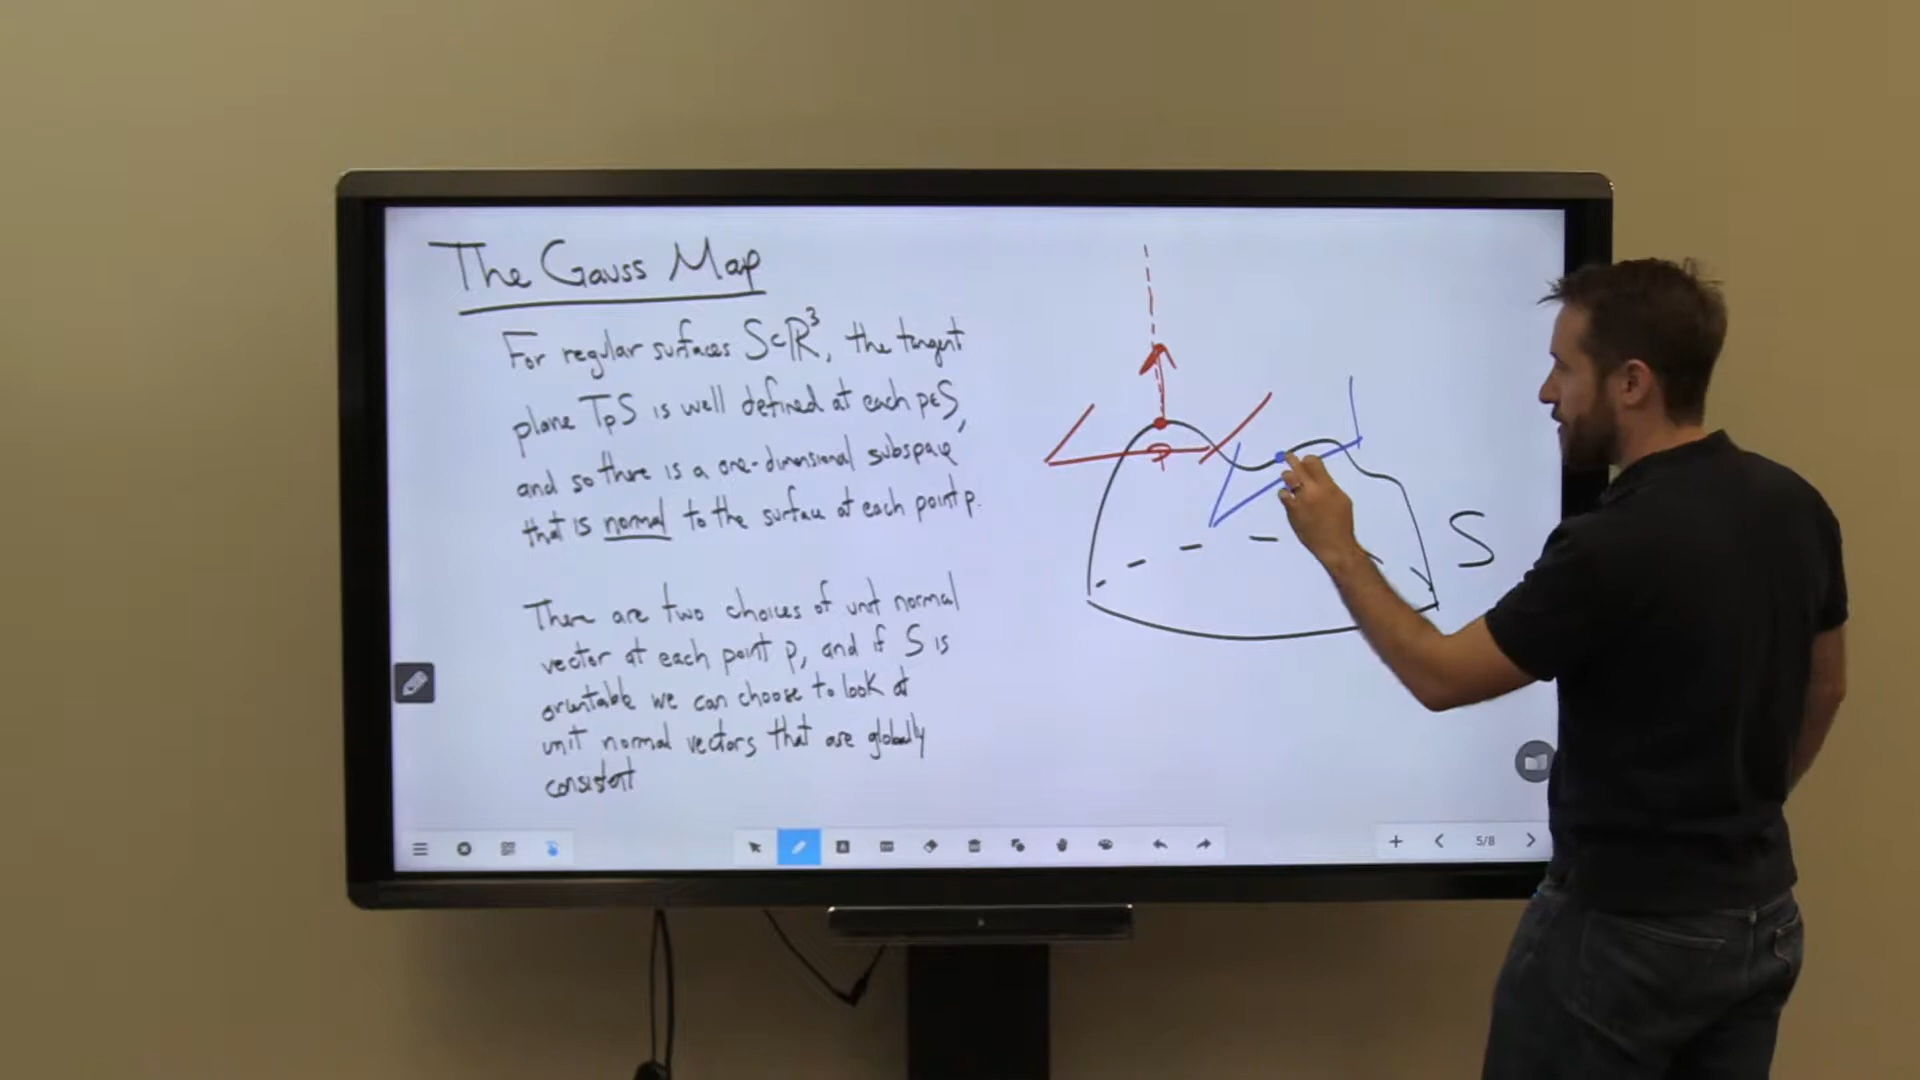 The Gauss Map
For regular surfaces S⊂ℝ³, the tangent
plane TpS is well defined at each p∈S,
and so there is a one-dimensional subspace
that is normal to the surface at each point p.
There are two choices of unit normal
vector at each point p, and if S is
orientable we can choose to look at
unit normal vectors that are globally
consistent
S
5/8